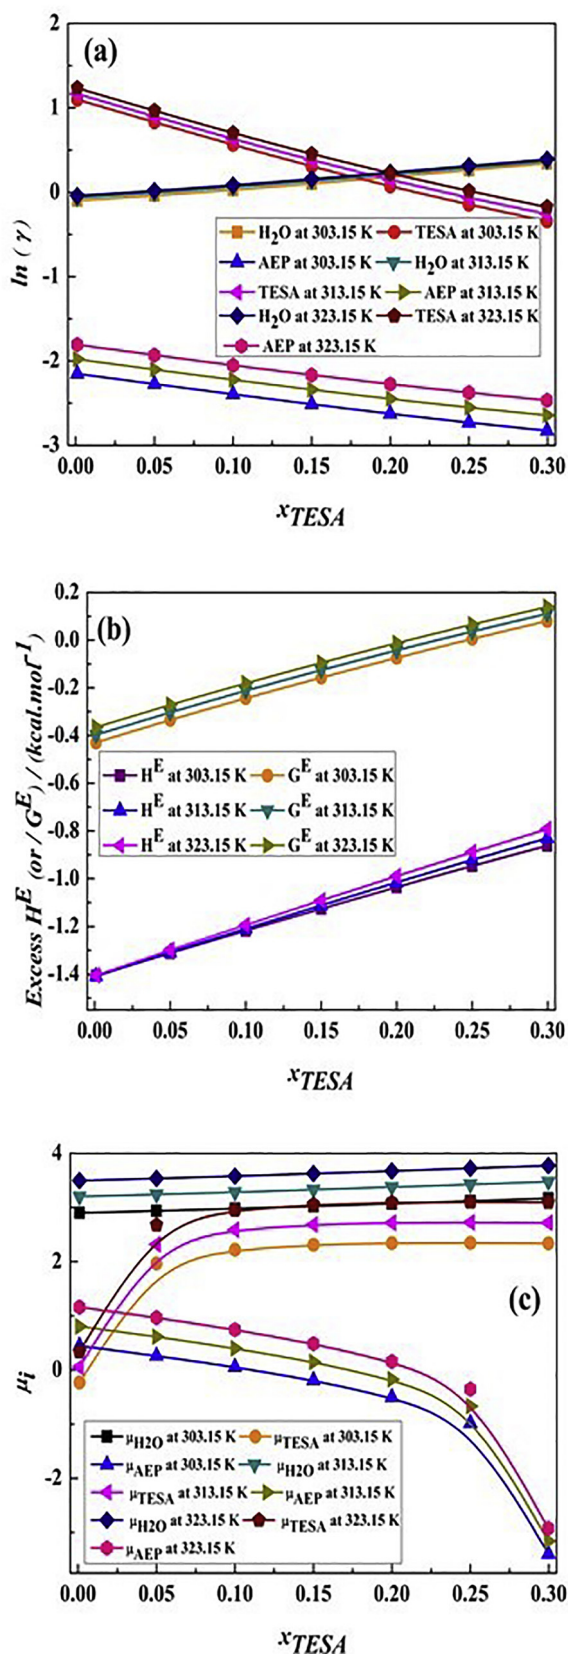 (a)
2
1
0
-1
-2
-3
ln (γ)
H2O at 303.15 K TESA at 303.15 K
AEP at 303.15 K H2O at 313.15 K
TESA at 313.15 K AEP at 313.15 K
H2O at 323.15 K TESA at 323.15 K
AEP at 323.15 K
0.00 0.05 0.10 0.15 0.20 0.25 0.30
xTESA
(b)
0.2
0.0
-0.2
-0.4
-0.6
-0.8
-1.0
-1.2
-1.4
Excess H^E (or / G^E) / (kcal.mol^-1)
H^E at 303.15 K G^E at 303.15 K
H^E at 313.15 K G^E at 313.15 K
H^E at 323.15 K G^E at 323.15 K
0.00 0.05 0.10 0.15 0.20 0.25 0.30
xTESA
4
2
0
-2
μi
(c)
μH2O at 303.15 K μTESA at 303.15 K
μAEP at 303.15 K μH2O at 313.15 K
μTESA at 313.15 K μAEP at 313.15 K
μH2O at 323.15 K μTESA at 323.15 K
μAEP at 323.15 K
0.00 0.05 0.10 0.15 0.20 0.25 0.30
xTESA